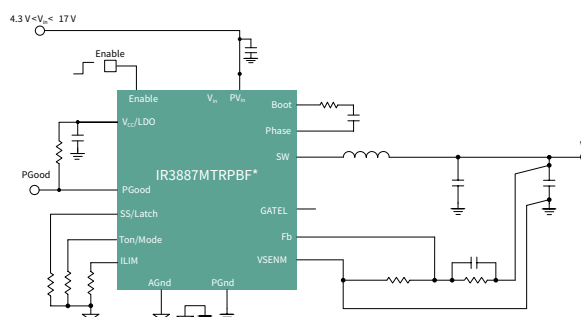 4.3 V<Vin< 17 V
Enable
Enable
Vin
PVin
Boot
VCC/LDO
Phase
SW
IR3887MTRPBF*
PGood
PGood
SS/Latch
GATEL
Ton/Mode
Fb
ILIM
VSENM
AGnd
PGnd